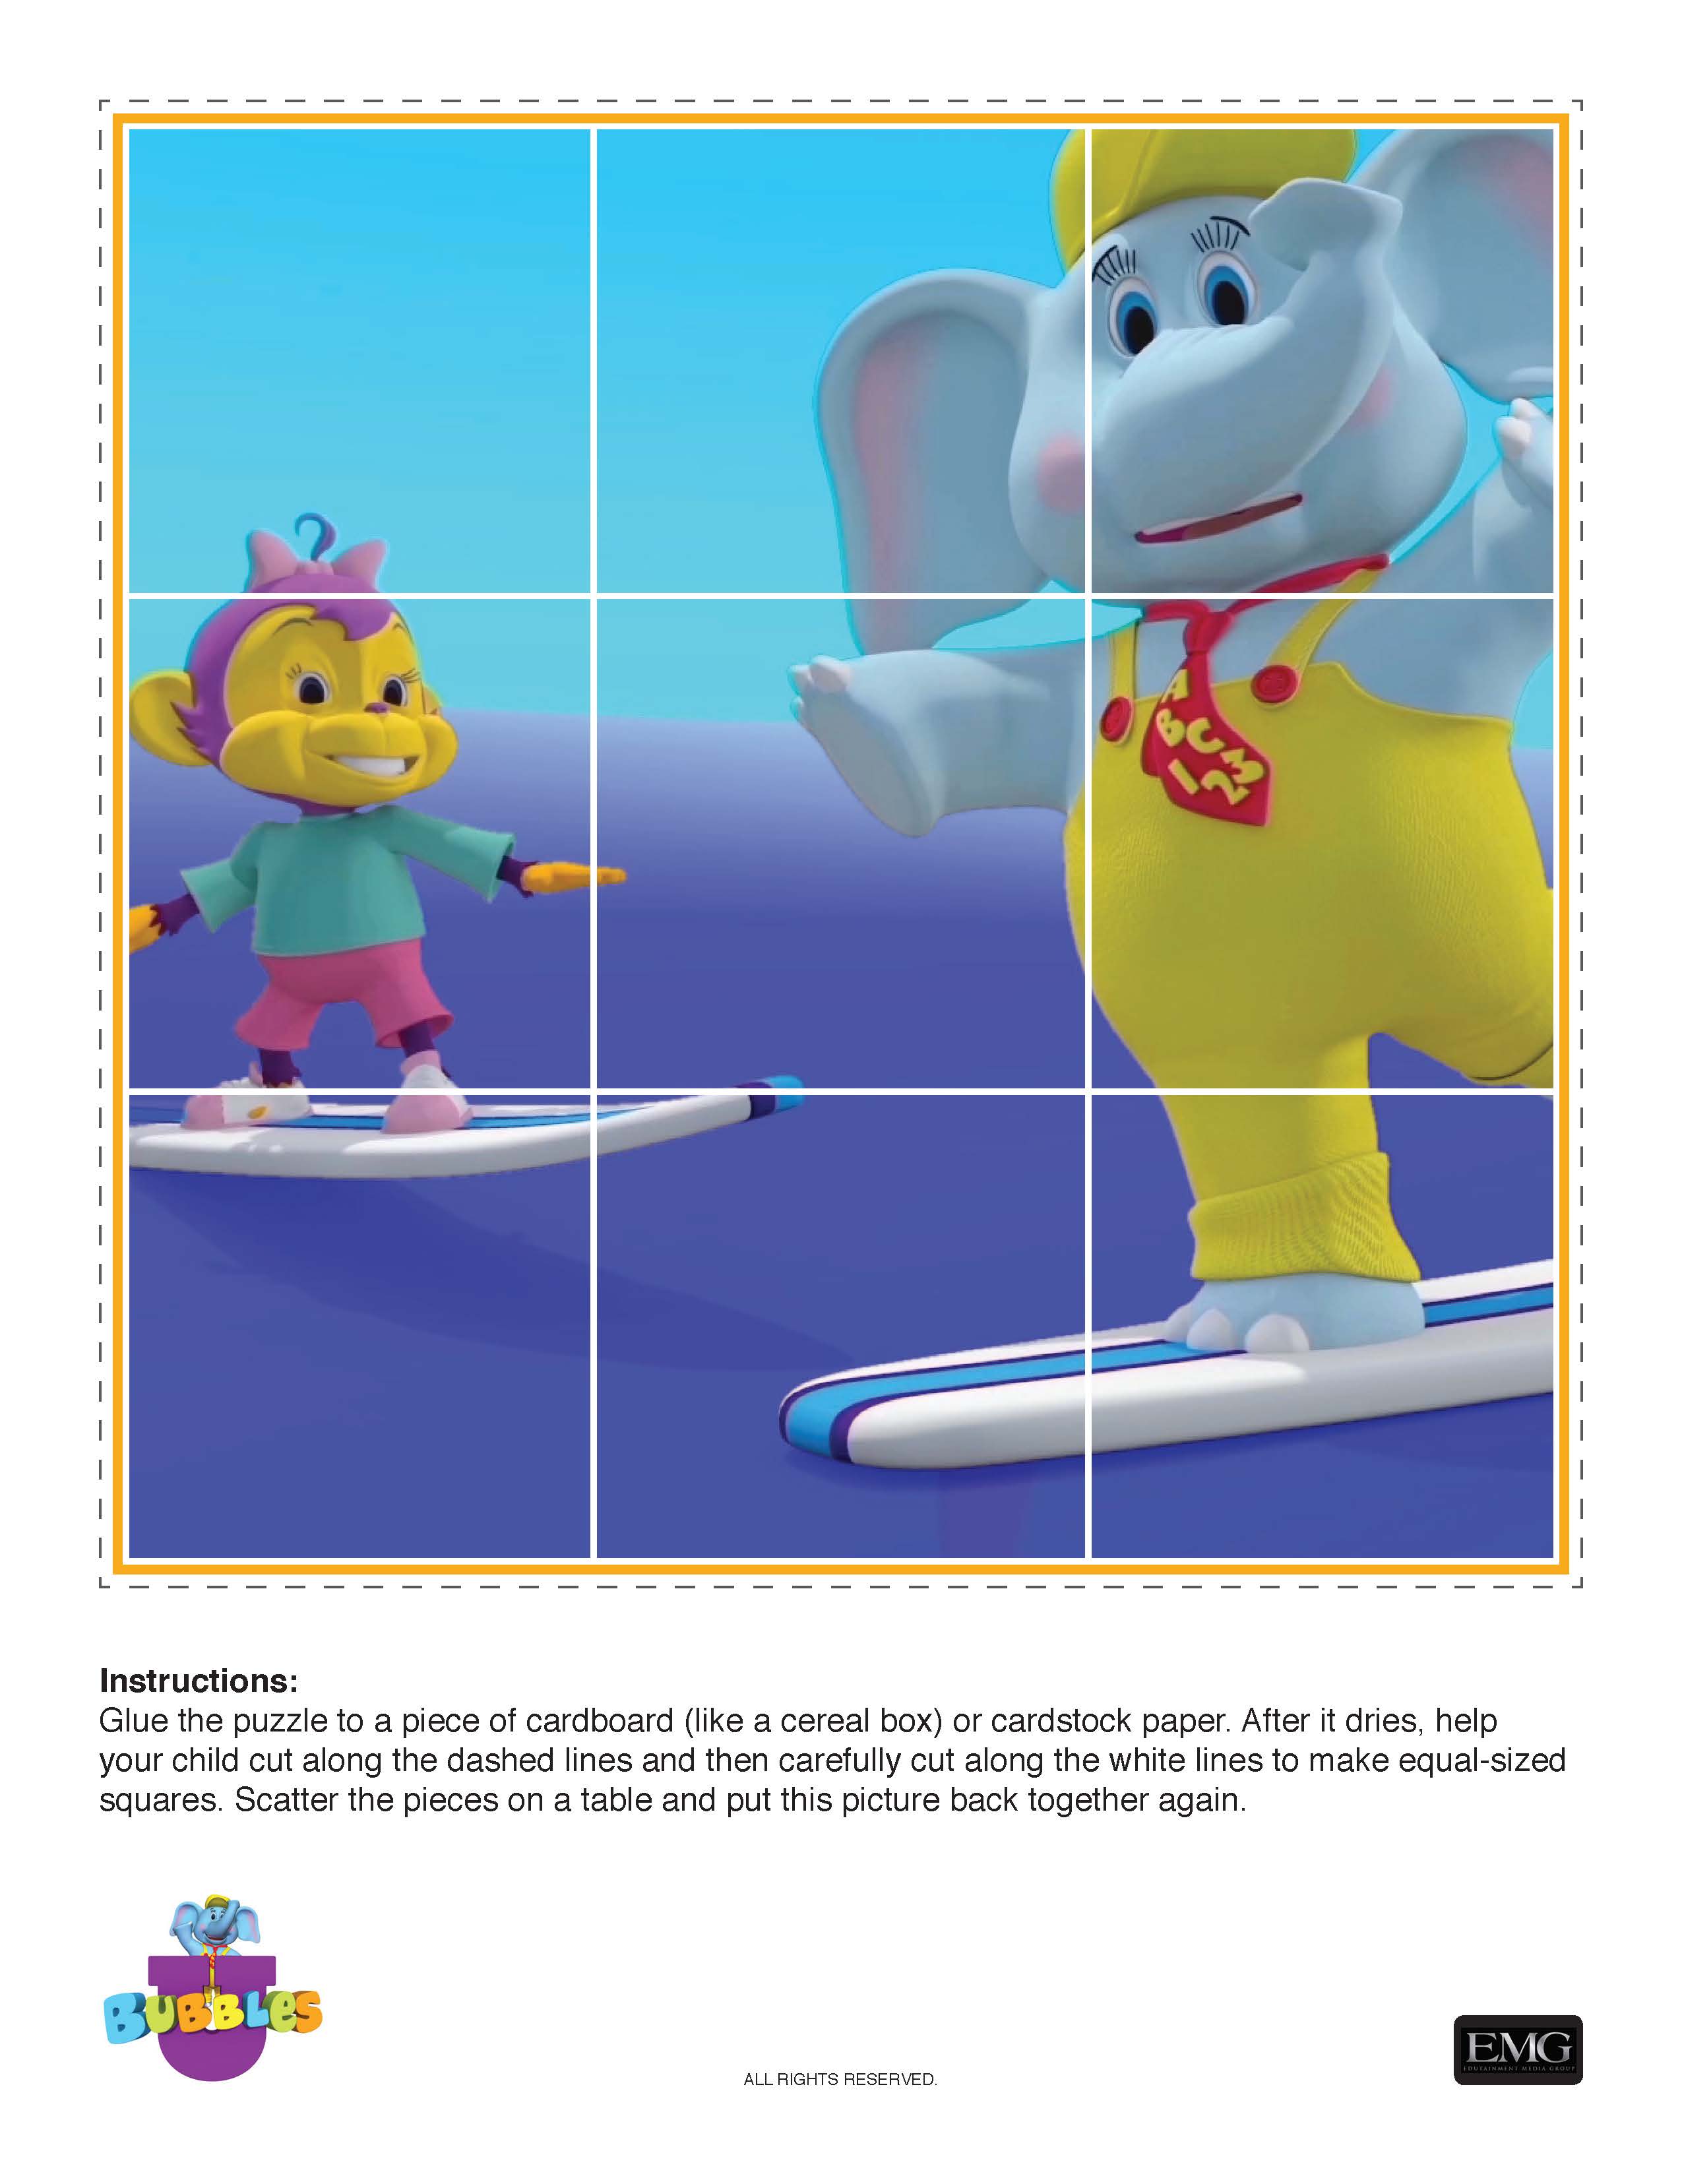 A
BC3
12
Instructions:
Glue the puzzle to a piece of cardboard (like a cereal box) or cardstock paper. After it dries, help
your child cut along the dashed lines and then carefully cut along the white lines to make equal-sized
squares. Scatter the pieces on a table and put this picture back together again.
U
BUBBLES
ALL RIGHTS RESERVED.
EMG
EDUTAINMENT MEDIA GROUP